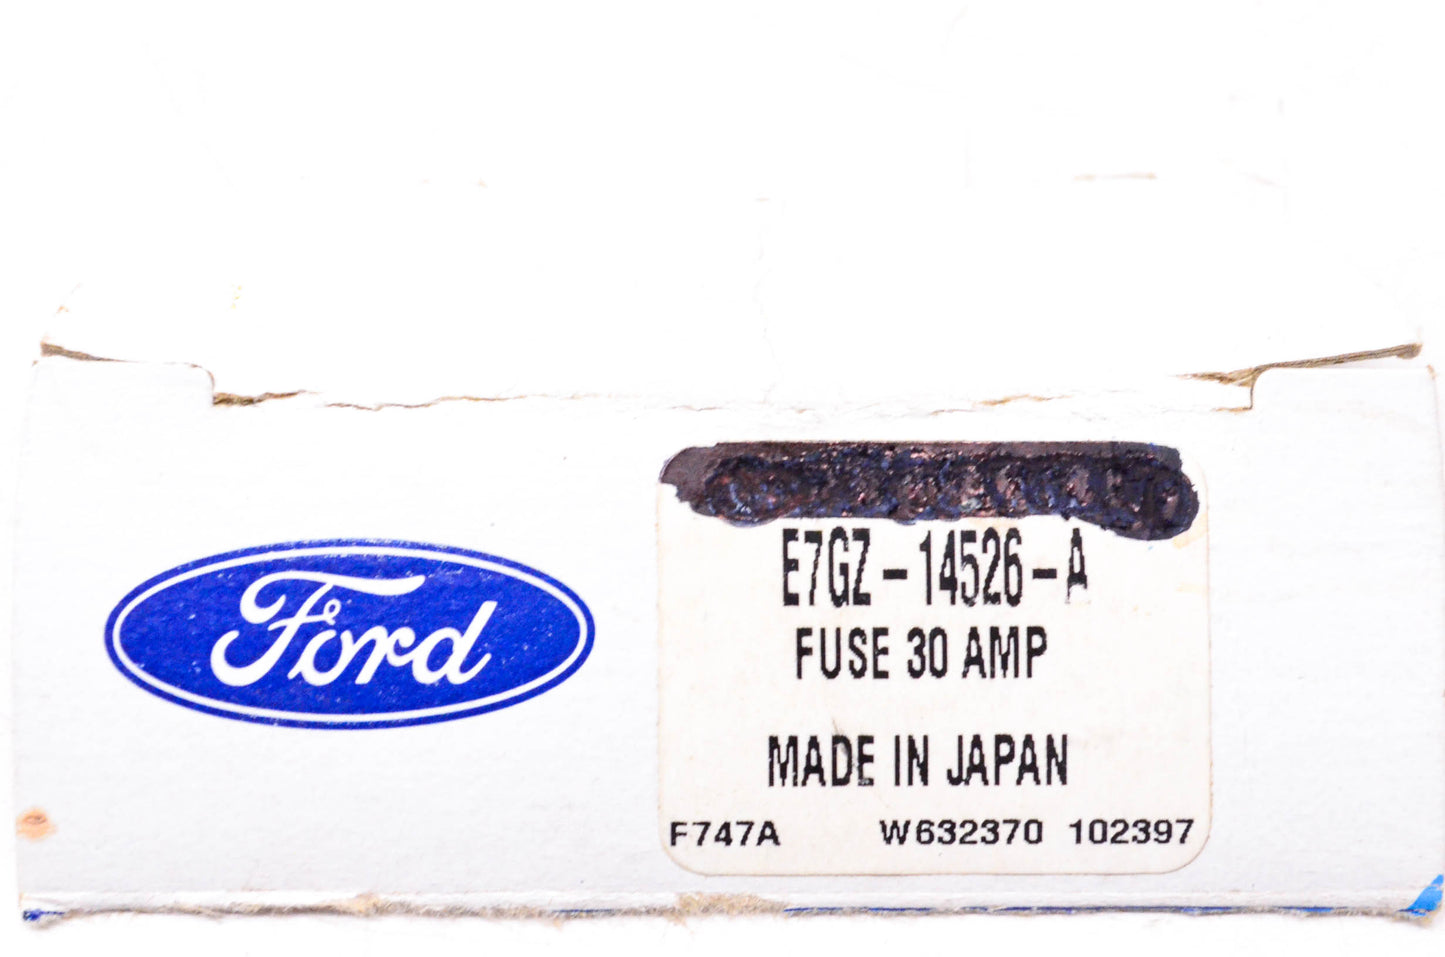 Ford
E7GZ-14526-A
FUSE 30 AMP
MADE IN JAPAN
F747A W632370 102397